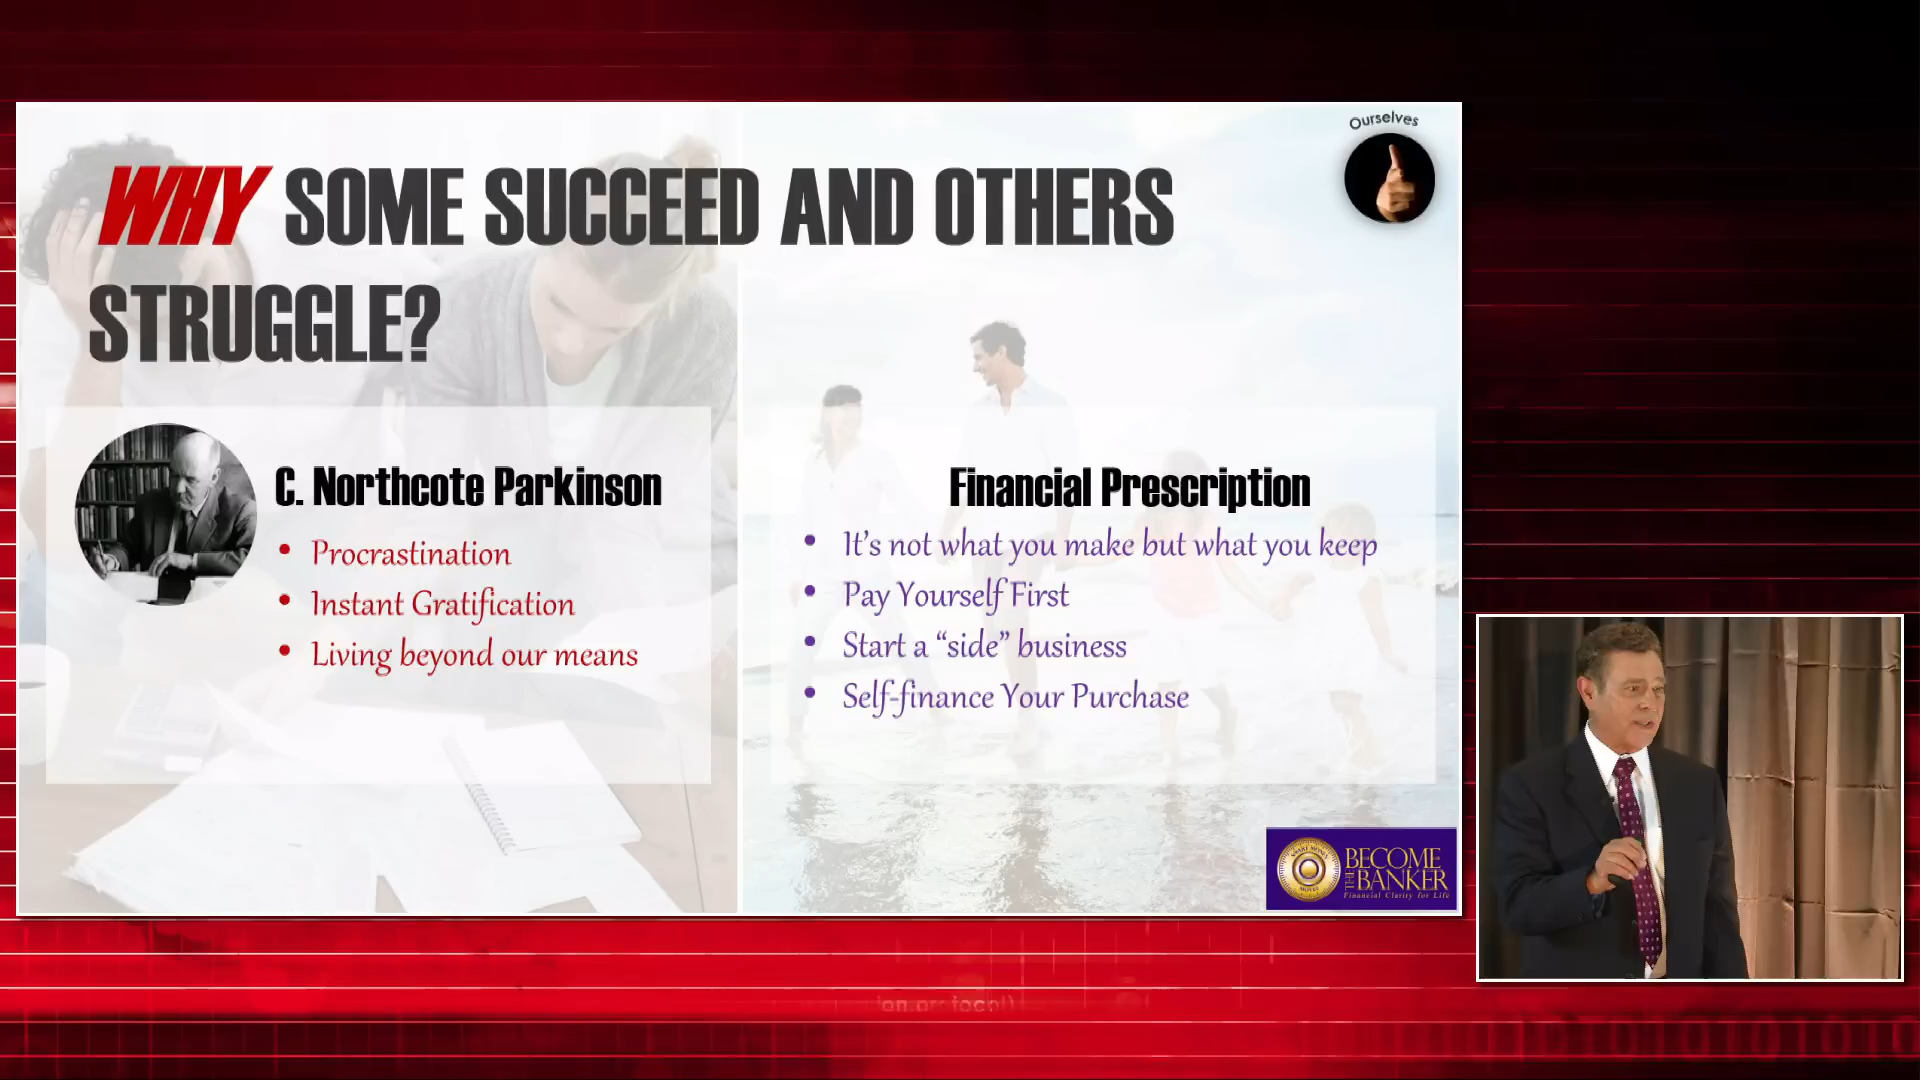 Ourselves
WHY SOME SUCCEED AND OTHERS
STRUGGLE?
C. Northcote Parkinson
• Procrastination
• Instant Gratification
• Living beyond our means
Financial Prescription
• It's not what you make but what you keep
• Pay Yourself First
• Start a “side” business
• Self-finance Your Purchase
BECOME
THE BANKER
Financial Clarity for Life